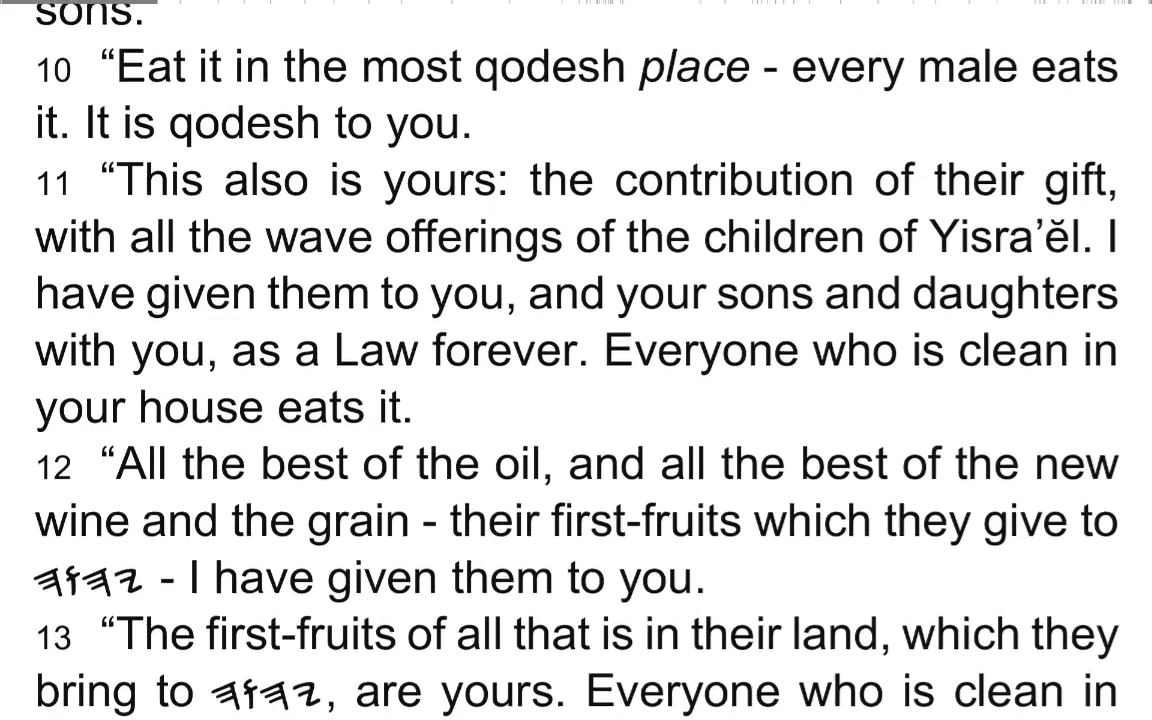 sons.
10 “Eat it in the most qodesh place - every male eats
it. It is qodesh to you.
11 “This also is yours: the contribution of their gift,
with all the wave offerings of the children of Yisra’ĕl. I
have given them to you, and your sons and daughters
with you, as a Law forever. Everyone who is clean in
your house eats it.
12 “All the best of the oil, and all the best of the new
wine and the grain - their first-fruits which they give to
𐤉𐤄𐤅𐤄 - I have given them to you.
13 “The first-fruits of all that is in their land, which they
bring to 𐤉𐤄𐤅𐤄, are yours. Everyone who is clean in